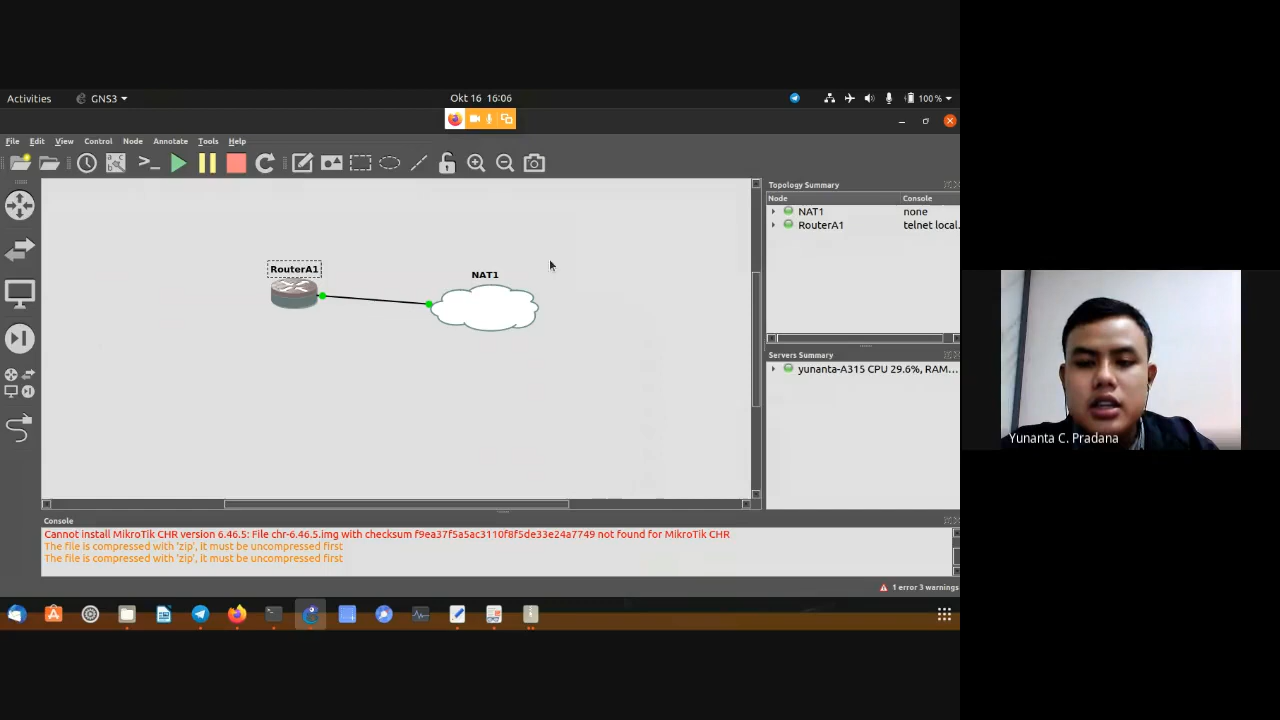 Activities GNS3 Okt 16 16:06 100%
File Edit View Control Node Annotate Tools Help
Topology Summary
Node Console
NAT1 none
RouterA1 telnet local.
RouterA1
NAT1
Servers Summary
yunanta-A315 CPU 29.6%, RAM...
Yunanta C. Pradana
Console
Cannot install MikroTik CHR version 6.46.5: File chr-6.46.5.img with checksum f9ea37f5a5ac3110f8f5de33e24a7749 not found for MikroTik CHR
The file is compressed with 'zip', it must be uncompressed first
The file is compressed with 'zip', it must be uncompressed first
1 error 3 warnings